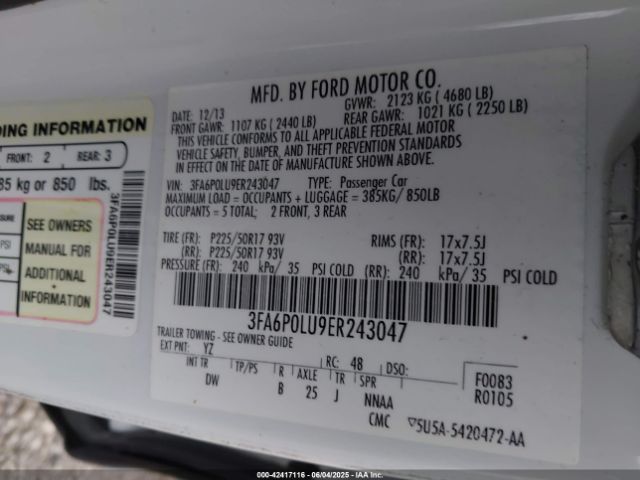 MFD. BY FORD MOTOR CO.
DATE: 12/13 GVWR: 2123 KG ( 4680 LB)
FRONT GAWR: 1107 KG ( 2440 LB) REAR GAWR: 1021 KG ( 2250 LB)
THIS VEHICLE CONFORMS TO ALL APPLICABLE FEDERAL MOTOR
VEHICLE SAFETY, BUMPER, AND THEFT PREVENTION STANDARDS
IN EFFECT ON THE DATE OF MANUFACTURE SHOWN ABOVE
VIN: 3FA6P0LU9ER243047 TYPE: Passenger Car
MAXIMUM LOAD = OCCUPANTS + LUGGAGE = 385KG/ 850LB
OCCUPANTS = 5 TOTAL; 2 FRONT, 3 REAR
TIRE (FR): P225/50R17 93V RIMS (FR): 17x7.5J
(RR): P225/50R17 93V (RR): 17x7.5J
PRESSURE (FR): 240 kPa/ 35 PSI COLD (RR): 240 kPa/ 35 PSI COLD
3FA6P0LU9ER243047
TRAILER TOWING - SEE OWNER GUIDE
EXT PNT: YZ RC: 48 DSO: F0083
INT TR TP/PS R AXLE TR SPR R0105
DW B 25 J NNAA
CMC 5U5A-5420472-AA
DING INFORMATION
FRONT: 2 REAR: 3
85 kg or 850 lbs.
SEE OWNERS
MANUAL FOR
ADDITIONAL
INFORMATION
PSI
PSI
3FA6P0LU9ER243047
000-42417116 - 06/04/2025 - IAAI.COM